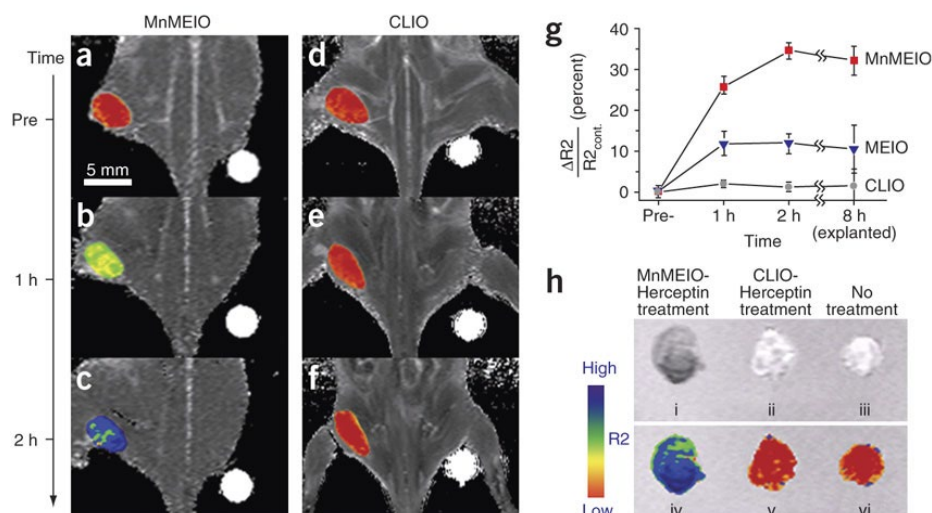 MnMEIO
CLIO
Time
Pre
1 h
2 h
a
5 mm
b
c
d
e
f
g
ΔR2
R2cont.
(percent)
40
30
20
10
0
MnMEIO
MEIO
CLIO
Pre-
1 h
2 h
8 h
(explanted)
Time
h
MnMEIO-
Herceptin
treatment
CLIO-
Herceptin
treatment
No
treatment
High
R2
Low
i
ii
iii
iv
v
vi